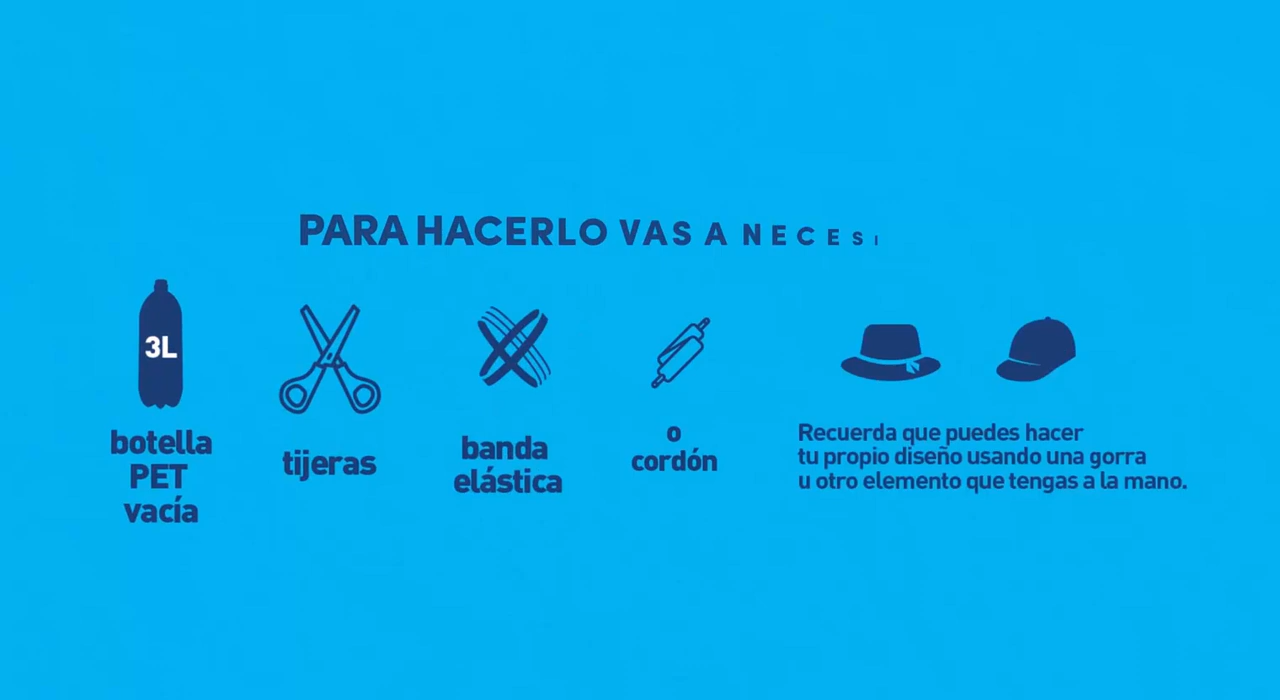 PARA HACERLO VAS A NECESI
3L
botella
PET
vacía
tijeras
banda
elástica
o
cordón
Recuerda que puedes hacer
tu propio diseño usando una gorra
u otro elemento que tengas a la mano.